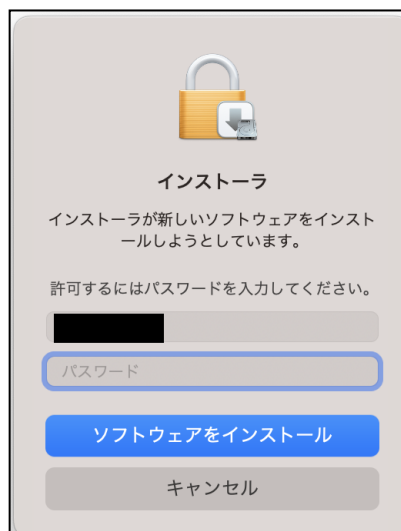 インストーラ
インストーラが新しいソフトウェアをインスト
ールしようとしています。
許可するにはパスワードを入力してください。
パスワード
ソフトウェアをインストール
キャンセル